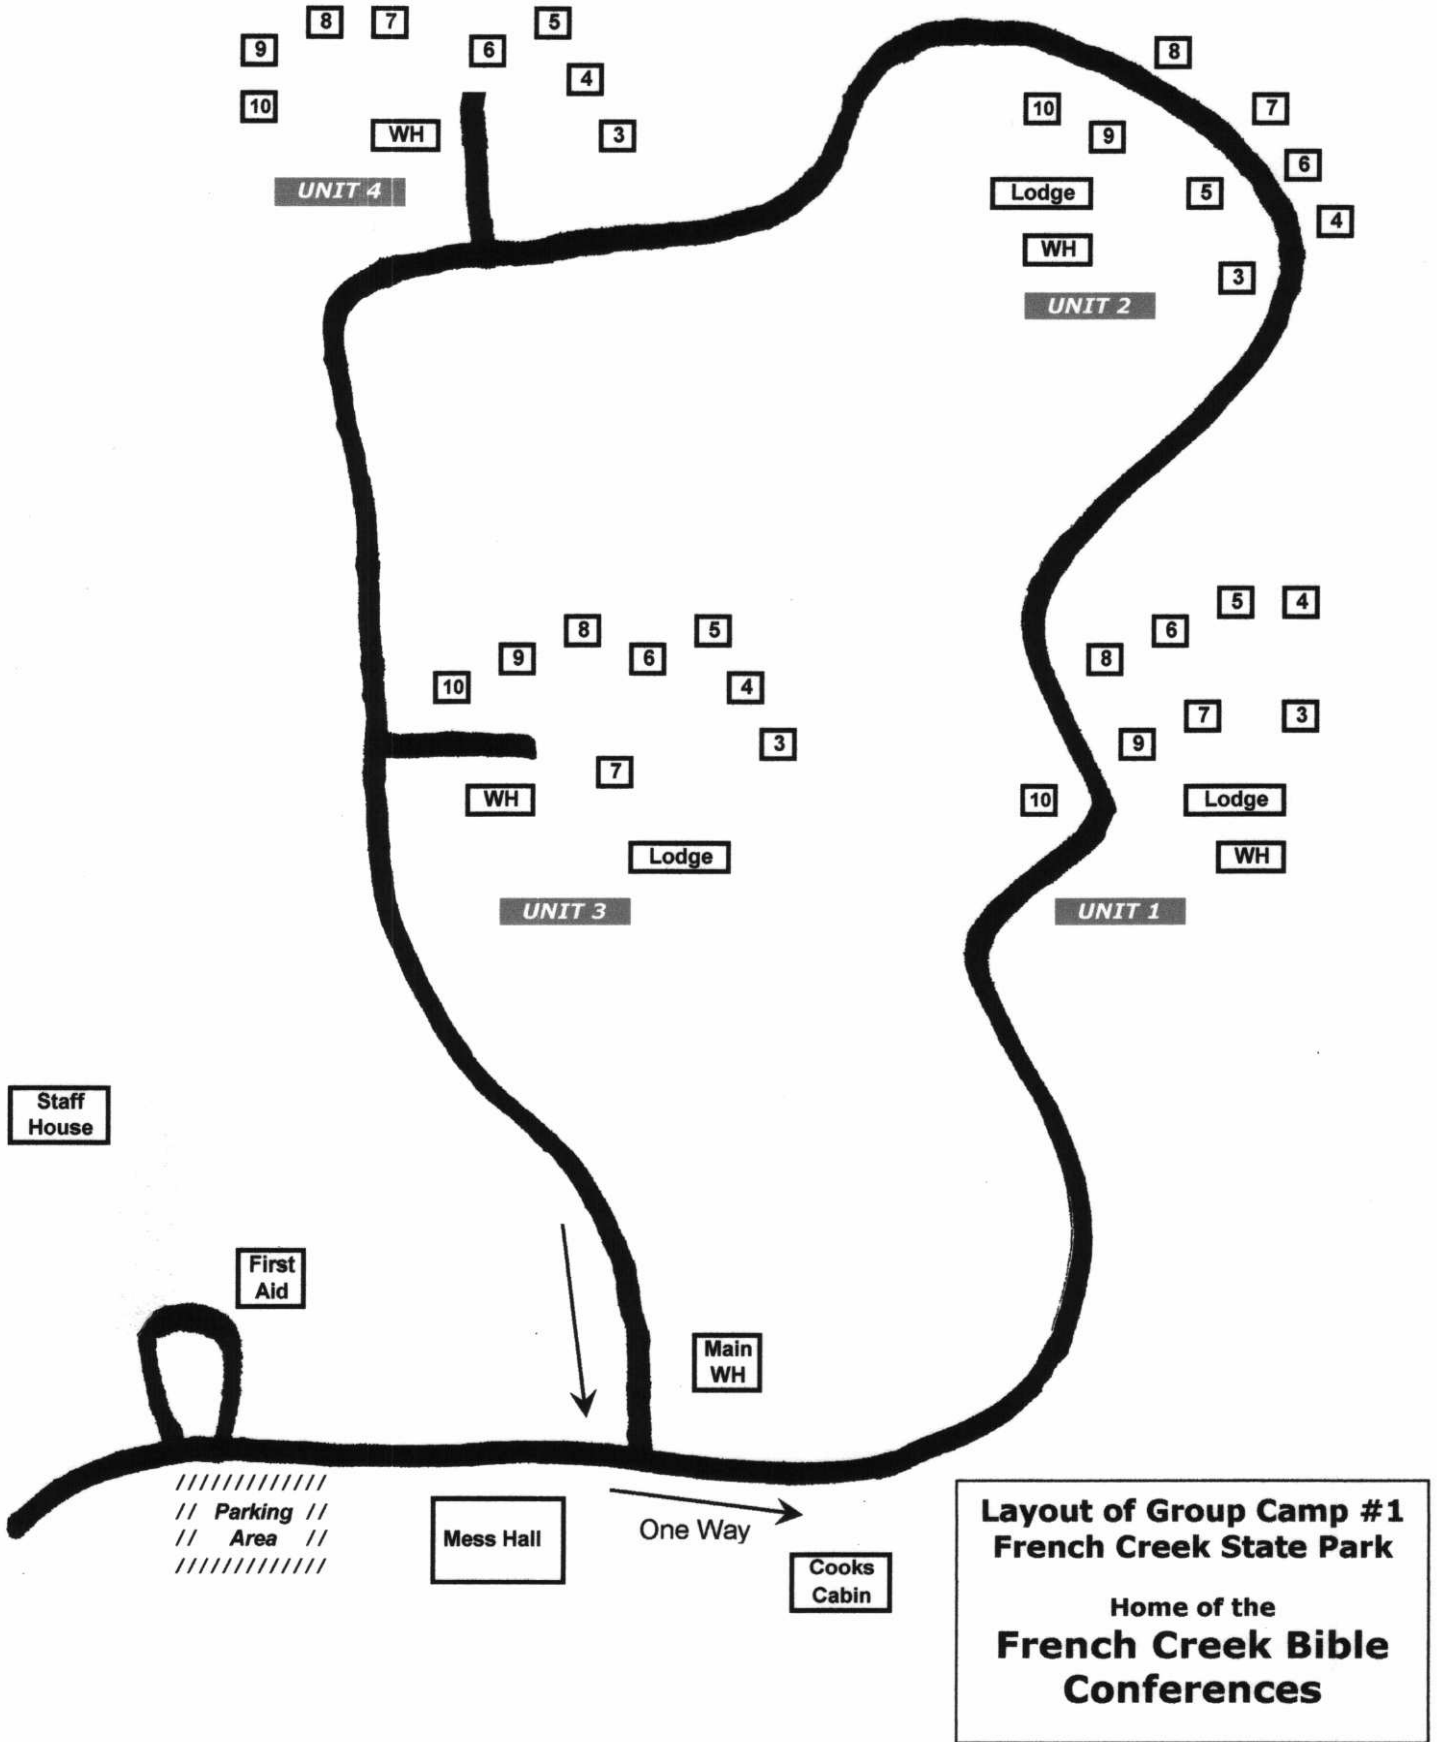 8
7
5
9
6
4
10
WH
3
UNIT 4
8
10
7
9
6
Lodge
5
4
WH
3
UNIT 2
8
5
9
6
10
4
3
7
WH
Lodge
UNIT 3
5
4
6
8
7
3
9
10
Lodge
WH
UNIT 1
Staff
House
First
Aid
Main
WH
/////////////
// Parking //
// Area //
/////////////
Mess Hall
One Way
Cooks
Cabin
Layout of Group Camp #1
French Creek State Park
Home of the
French Creek Bible
Conferences